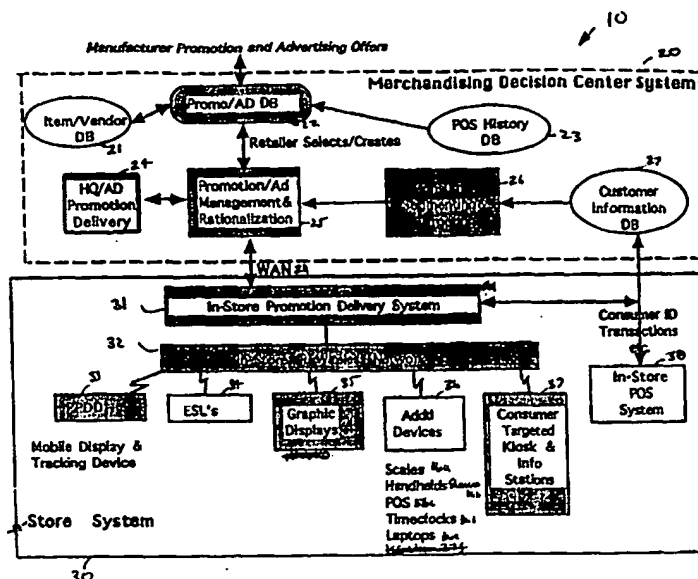 10
Manufacturer Promotion and Advertising Offers
20
Merchandising Decision Center System
Promo/AD DB
Item/Vendor
DB
21
Retailer Selects/Creates
POS History
DB
23
24
HQ/AD
Promotion
Delivery
Promotion/Ad
Management &
Rationalization
25
26
27
Customer
Information
DB
WAN
31
In-Store Promotion Delivery System
Consumer ID
Transactions
32
33
ESL's
35
Graphic
Displays
Addtl
Devices
37
Consumer
Targeted
Kiosk &
Info
Stations
In-Store
POS
System
Mobile Display &
Tracking Device
Scales
Handhelds
POS
Timeclocks
Laptops
Store System
30